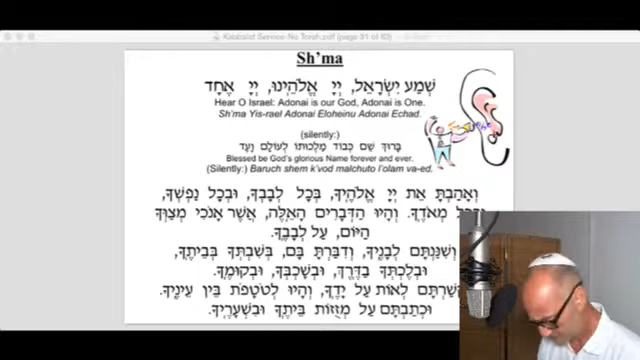 Kabbalat Service-No Torah.pdf (page 31 of 63)
Sh'ma
שְׁמַע יִשְׂרָאֵל, יְיָ אֱלֹהֵֽינוּ, יְיָ אֶחָד
Hear O Israel: Adonai is our God, Adonai is One.
Sh'ma Yis-rael Adonai Eloheinu Adonai Echad.
(silently:)
בָּרוּךְ שֵׁם כְּבוֹד מַלְכוּתוֹ לְעוֹלָם וָעֶד
Blessed be God's glorious Name forever and ever.
(Silently:) Baruch shem k'vod malchuto l'olam va-ed.
וְאָהַבְתָּ אֵת יְיָ אֱלֹהֶֽיךָ, בְּכָל לְבָבְךָ, וּבְכָל נַפְשְׁךָ,
מְאֹדֶֽךָ. וְהָיוּ הַדְּבָרִים הָאֵֽלֶּה, אֲשֶׁר אָנֹכִי מְצַוְּךָ
הַיּוֹם, עַל לְבָבֶֽךָ.
וְשִׁנַּנְתָּם לְבָנֶֽיךָ, וְדִבַּרְתָּ בָּם, בְּשִׁבְתְּךָ בְּבֵיתֶֽךָ,
וּבְלֶכְתְּךָ בַדֶּֽרֶךְ, וּבְשָׁכְבְּךָ, וּבְקוּמֶֽךָ.
לְאוֹת עַל יָדֶֽךָ, וְהָיוּ לְטֹטָפֹת בֵּין עֵינֶֽיךָ.
וּכְתַבְתָּם עַל מְזֻזוֹת בֵּיתֶֽךָ וּבִשְׁעָרֶֽיךָ.